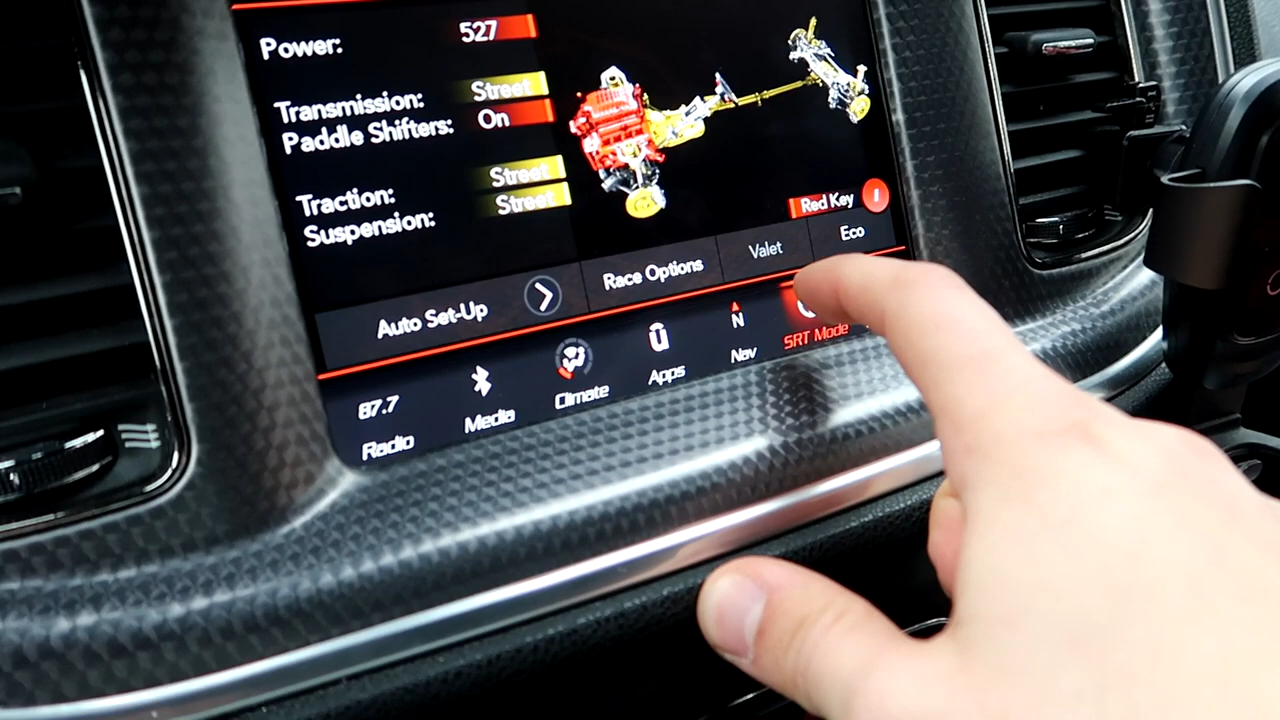 Power: 527
Transmission: Street
Paddle Shifters: On
Traction: Street
Suspension: Street
Red Key
Auto Set-Up
Race Options
Valet
Eco
87.7
Radio
Media
Climate
Apps
N
Nav
SRT Mode